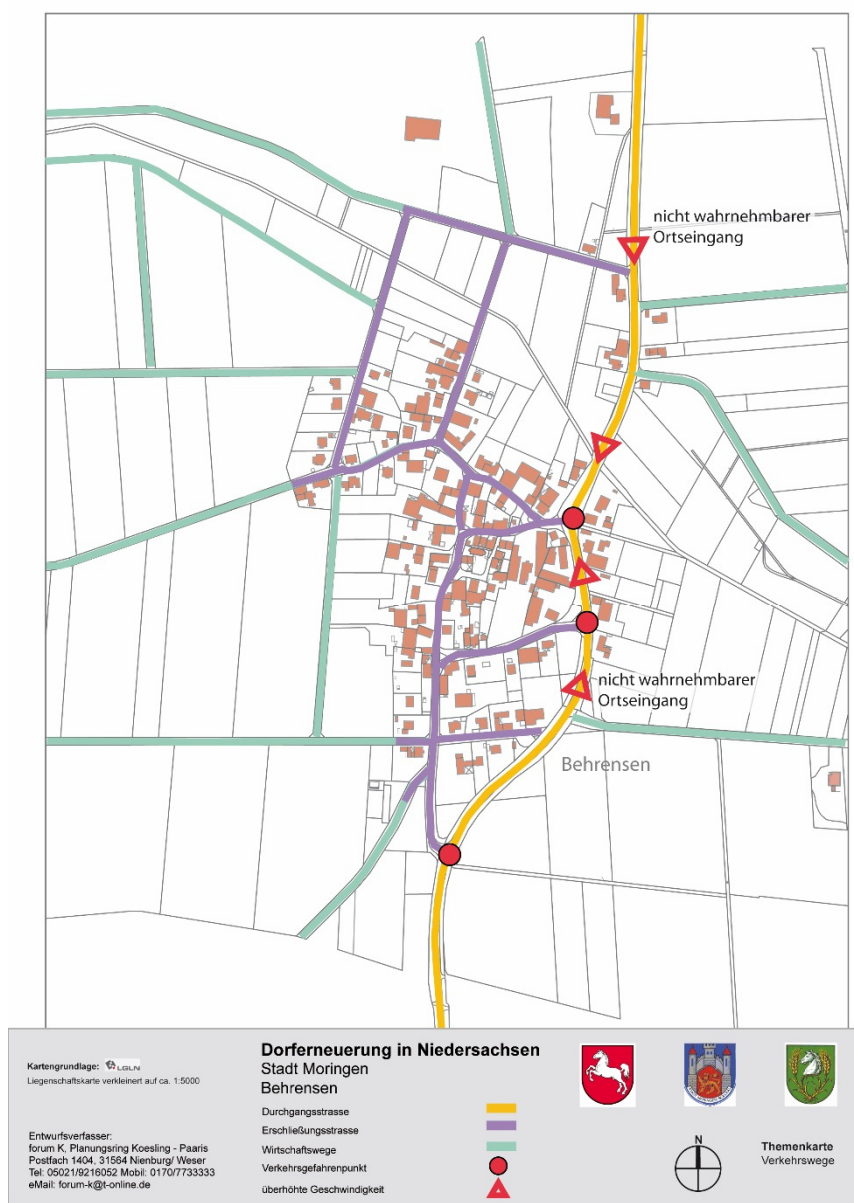 nicht wahrnehmbarer
Ortseingang
nicht wahrnehmbarer
Ortseingang
Behrensen
Kartengrundlage: LGLN
Liegenschaftskarte verkleinert auf ca. 1:5000
Entwurfsverfasser:
forum K, Planungsring Koesling - Paaris
Postfach 1404, 31564 Nienburg/ Weser
Tel: 05021/9216052 Mobil: 0170/7733333
eMail: forum-k@t-online.de
Dorferneuerung in Niedersachsen
Stadt Moringen
Behrensen
Durchgangsstrasse
Erschließungsstrasse
Wirtschaftswege
Verkehrsgefahrenpunkt
überhöhte Geschwindigkeit
N
Themenkarte
Verkehrswege